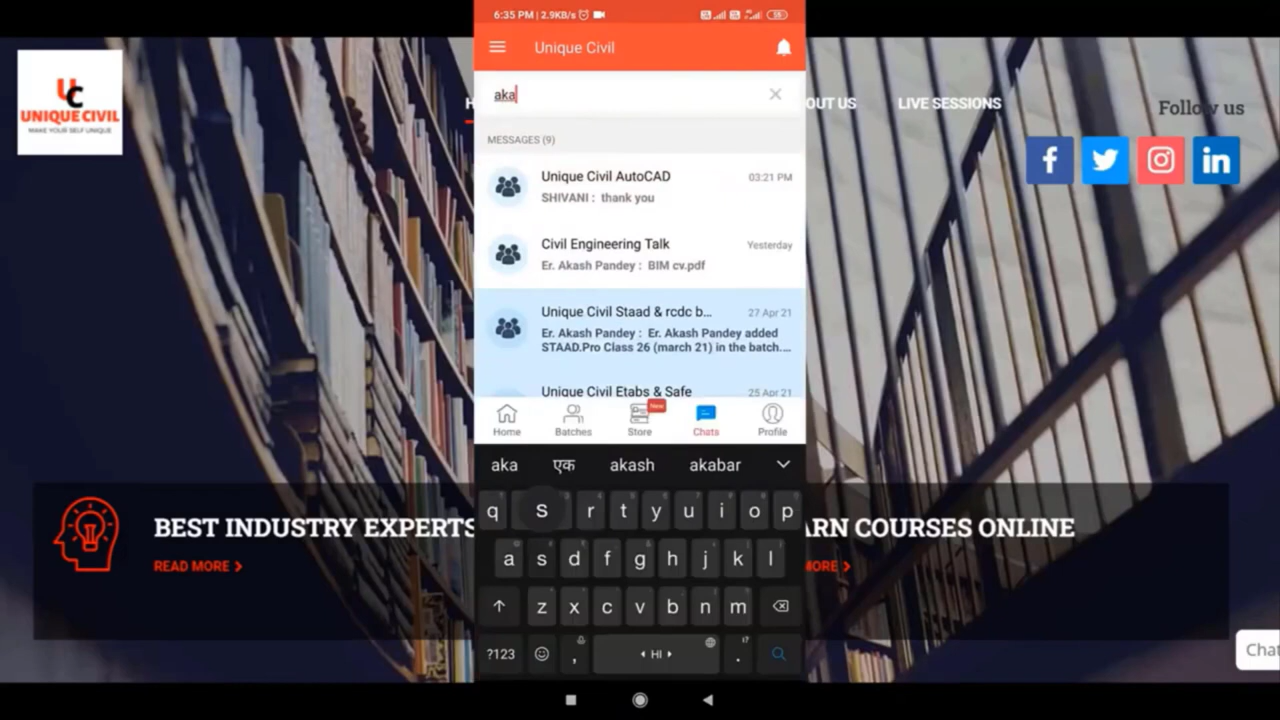 6:35 PM | 2.9KB/s
55
Unique Civil
aka
MESSAGES (9)
Unique Civil AutoCAD
03:21 PM
SHIVANI : thank you
Civil Engineering Talk
Yesterday
Er. Akash Pandey : BIM cv.pdf
Unique Civil Staad & rcdc b...
27 Apr 21
Er. Akash Pandey : Er. Akash Pandey added
STAAD.Pro Class 26 (march 21) in the batch....
Unique Civil Etabs & Safe
25 Apr 21
New
Home Batches Store Chats Profile
aka एक akash akabar
q S r t y u i o p
a s d f g h j k l
z x c v b n m
?123 , HI .
UC
UNIQUE CIVIL
MAKE YOUR SELF UNIQUE
H
OUT US LIVE SESSIONS
Follow us
f in
BEST INDUSTRY EXPERTS
READ MORE >
ARN COURSES ONLINE
MORE >
Chat